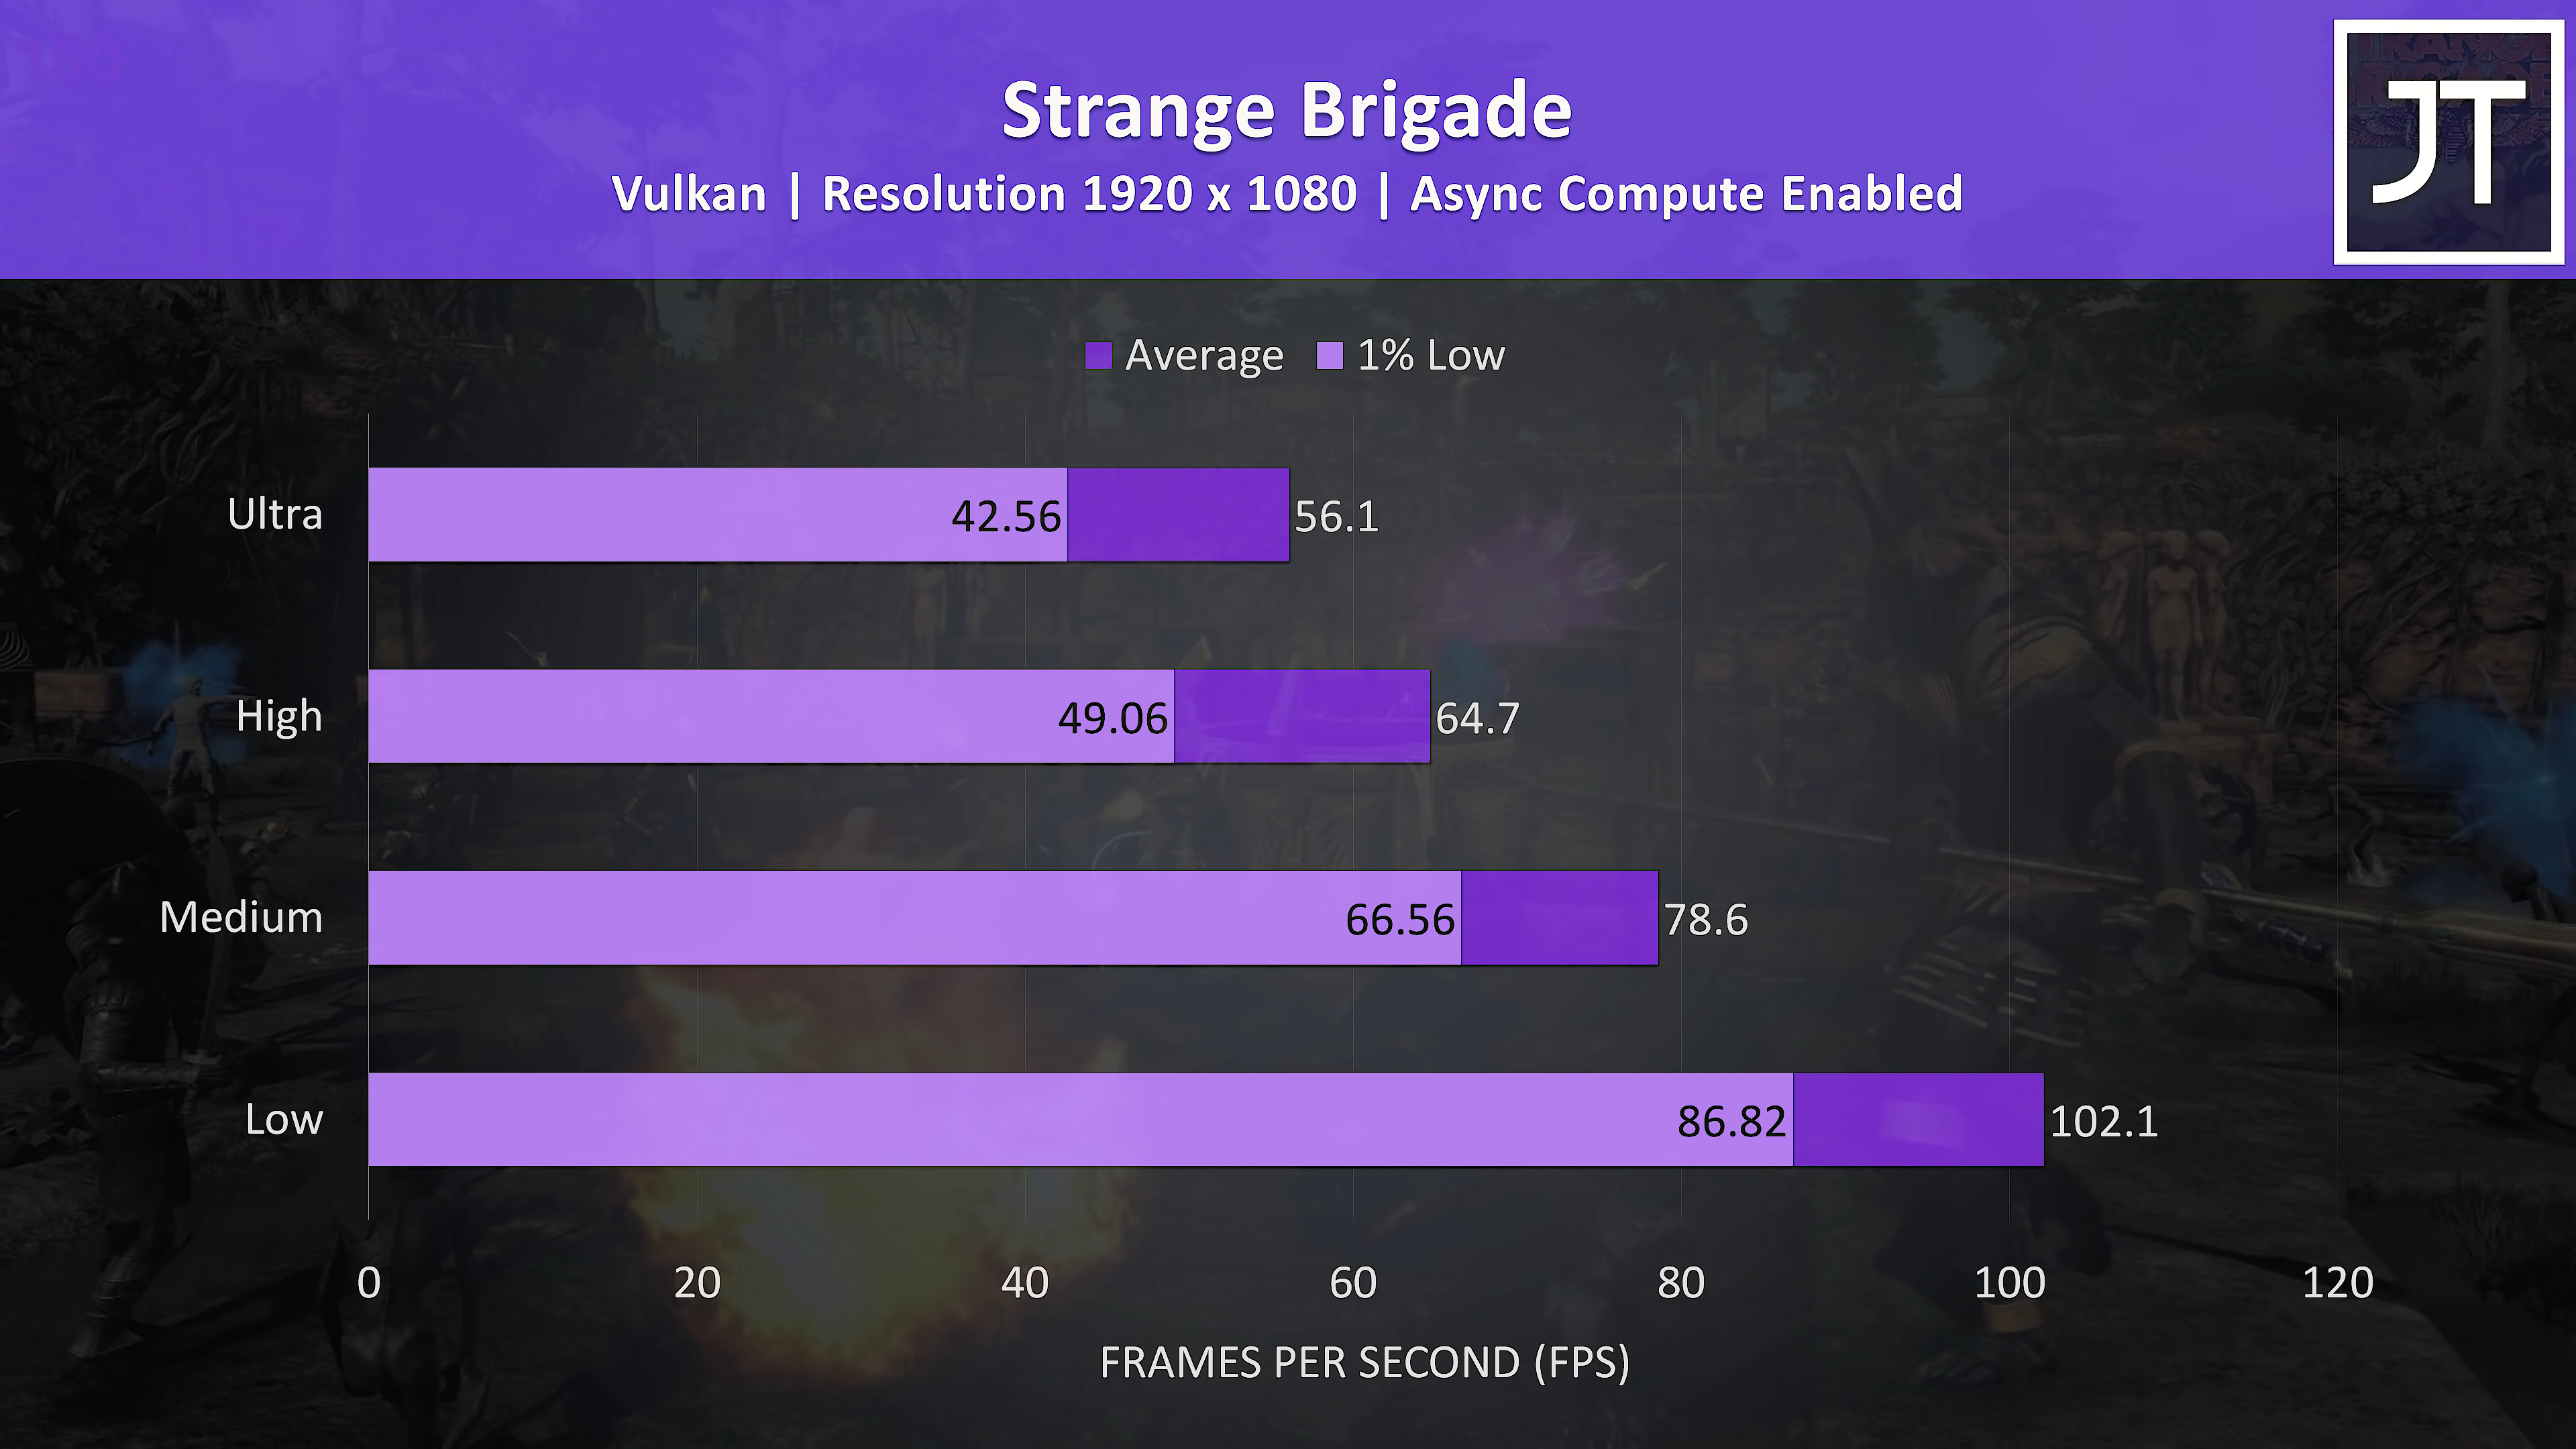 Strange Brigade
Vulkan | Resolution 1920 x 1080 | Async Compute Enabled
JT
Average 1% Low
Ultra 42.56 56.1
High 49.06 64.7
Medium 66.56 78.6
Low 86.82 102.1
0 20 40 60 80 100 120
FRAMES PER SECOND (FPS)